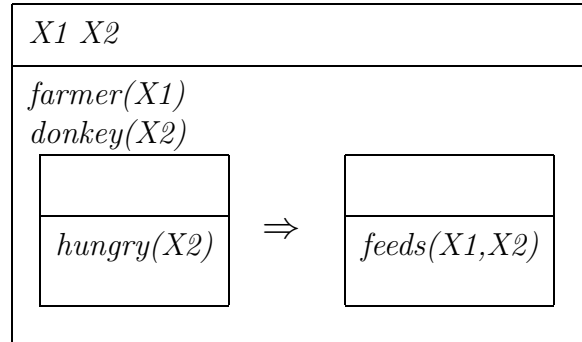 X1 X2
farmer(X1)
donkey(X2)
hungry(X2) ⇒ feeds(X1,X2)